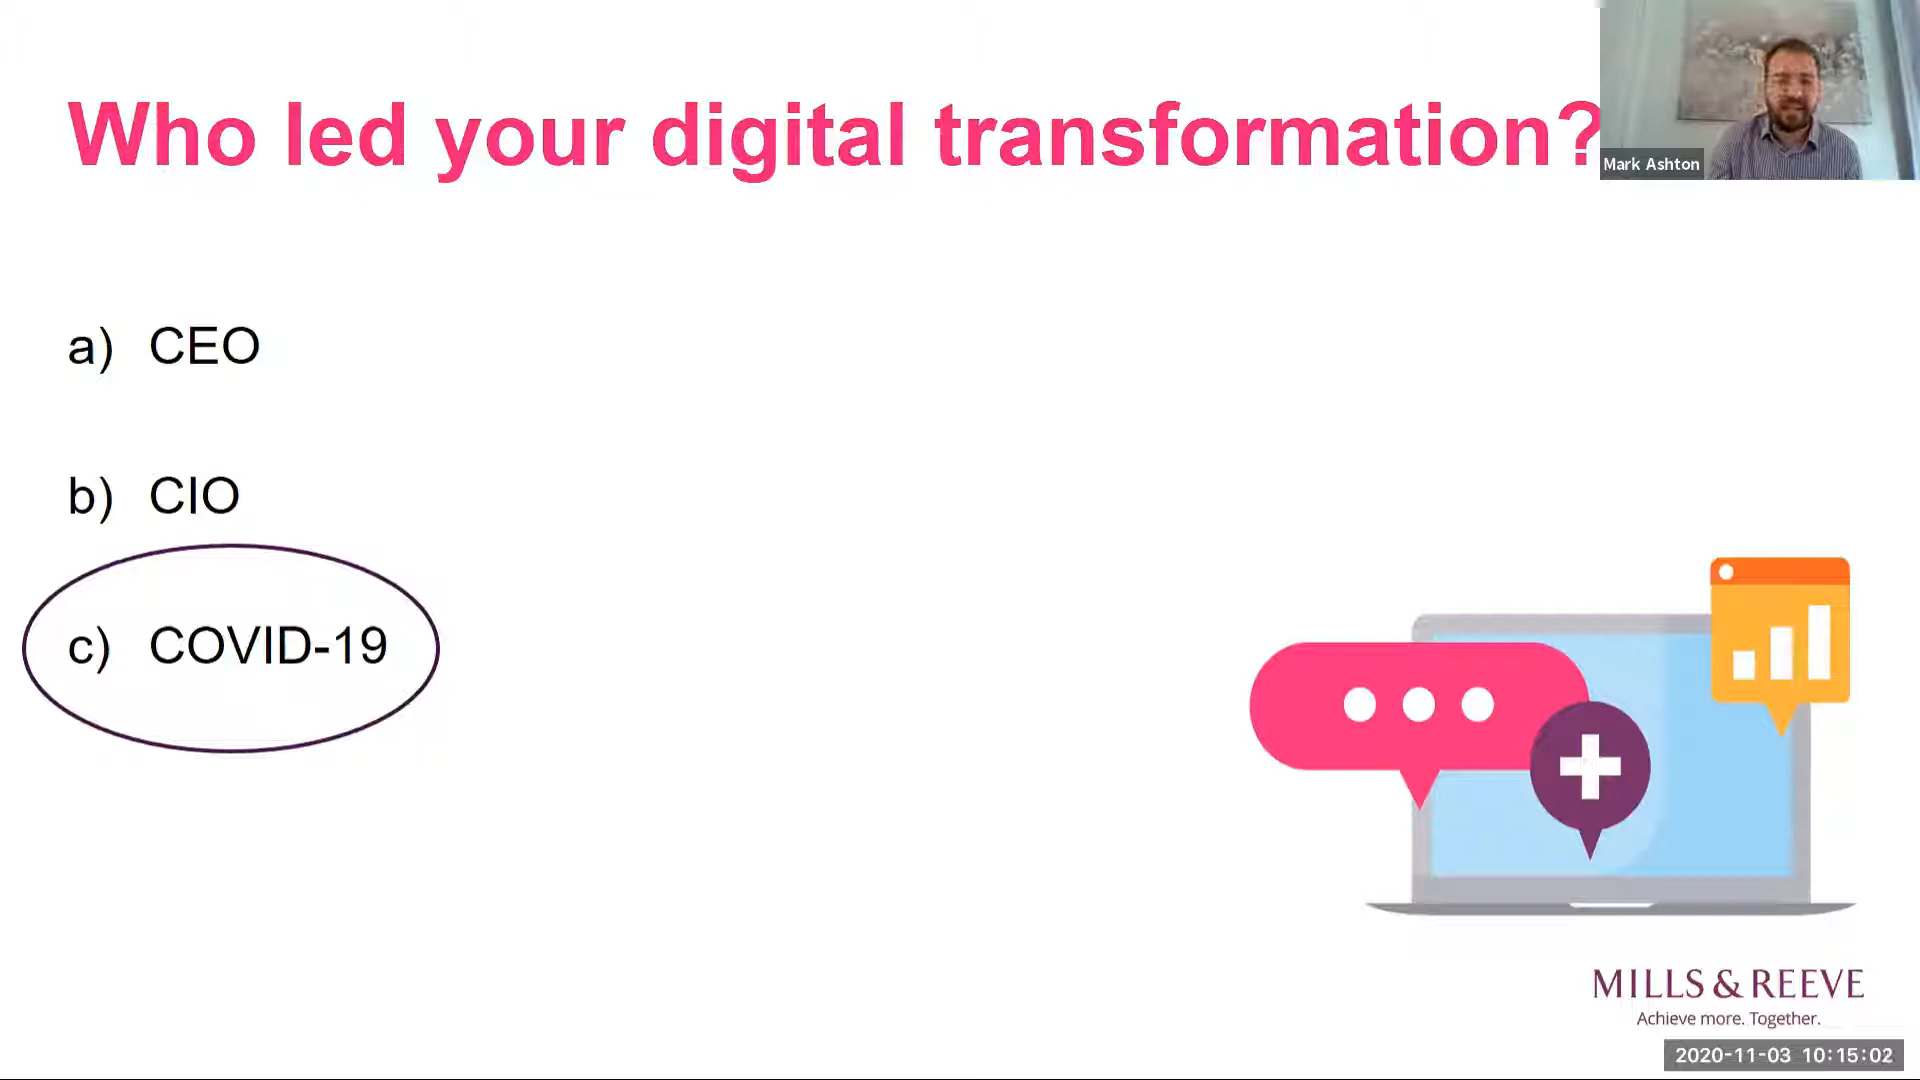 Who led your digital transformation?
Mark Ashton
a) CEO
b) CIO
c) COVID-19
MILLS & REEVE
Achieve more. Together.
2020-11-03 10:15:02